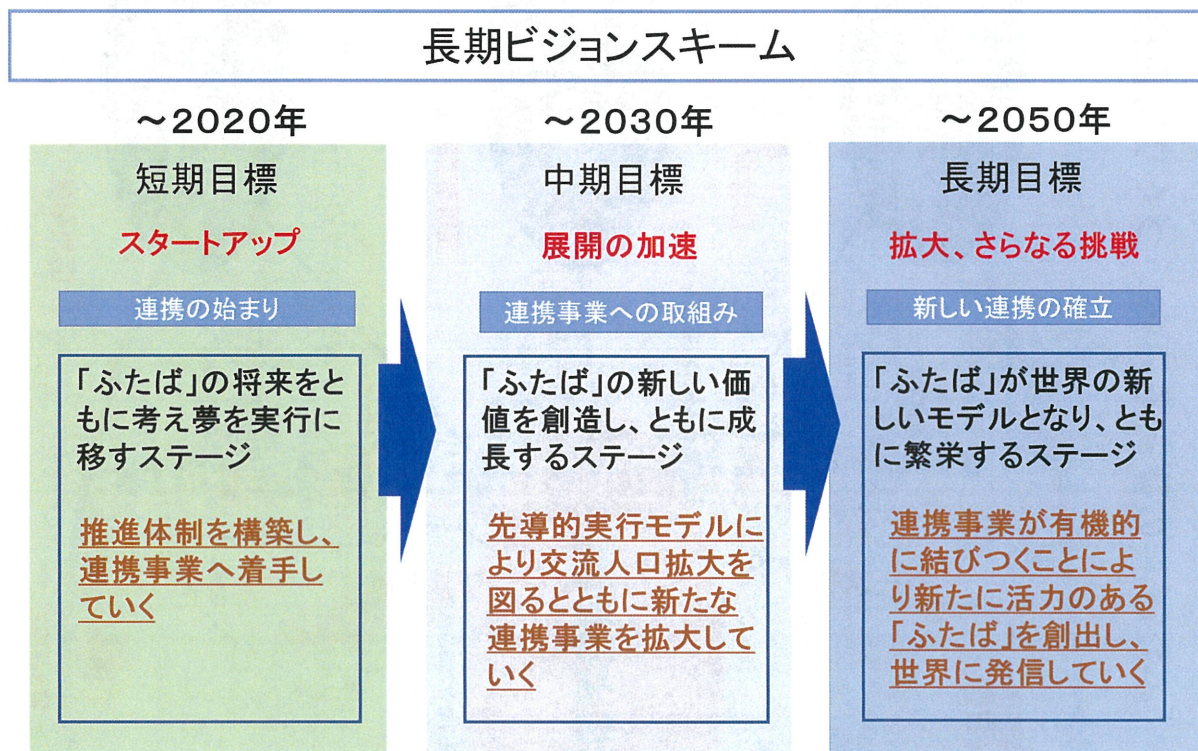 長期ビジョンスキーム
～2020年
短期目標
スタートアップ
連携の始まり
「ふたば」の将来をと
もに考え夢を実行に
移すステージ
推進体制を構築し、
連携事業へ着手し
ていく
～2030年
中期目標
展開の加速
連携事業への取組み
「ふたば」の新しい価
値を創造し、ともに成
長するステージ
先導的実行モデルに
より交流人口拡大を
図るとともに新たな
連携事業を拡大して
いく
～2050年
長期目標
拡大、さらなる挑戦
新しい連携の確立
「ふたば」が世界の新
しいモデルとなり、とも
に繁栄するステージ
連携事業が有機的
に結びつくことによ
り新たに活力のある
「ふたば」を創出し、
世界に発信していく